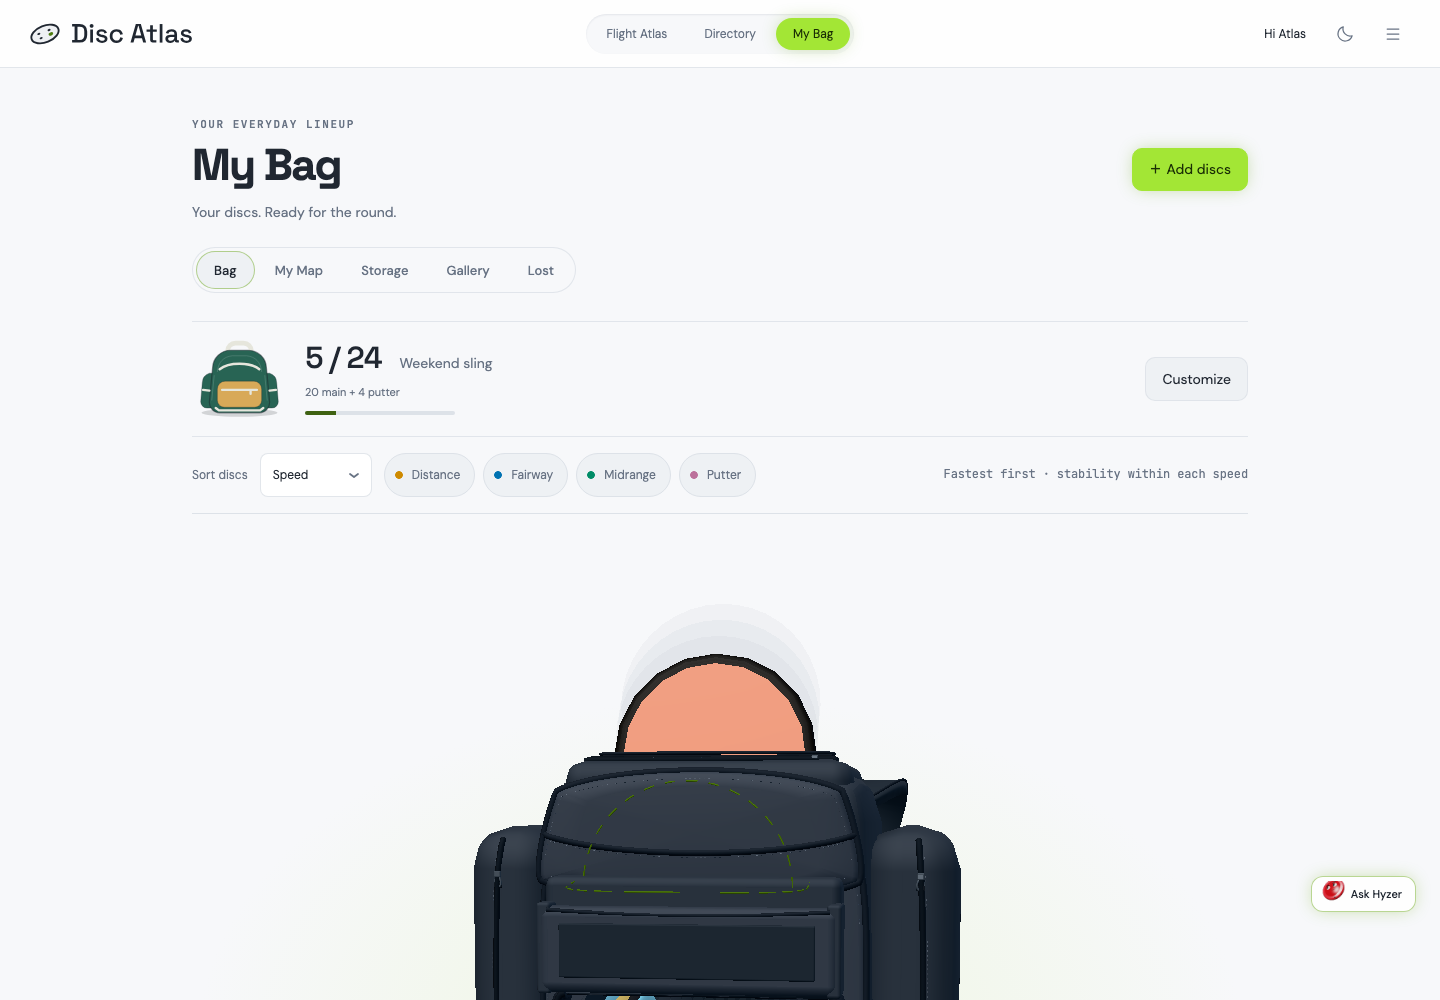 Disc Atlas
Flight Atlas
Directory
My Bag
Hi Atlas
YOUR EVERYDAY LINEUP
My Bag
+ Add discs
Your discs. Ready for the round.
Bag
My Map
Storage
Gallery
Lost
5 / 24
Weekend sling
20 main + 4 putter
Customize
Sort discs
Speed
Distance
Fairway
Midrange
Putter
Fastest first · stability within each speed
Ask Hyzer